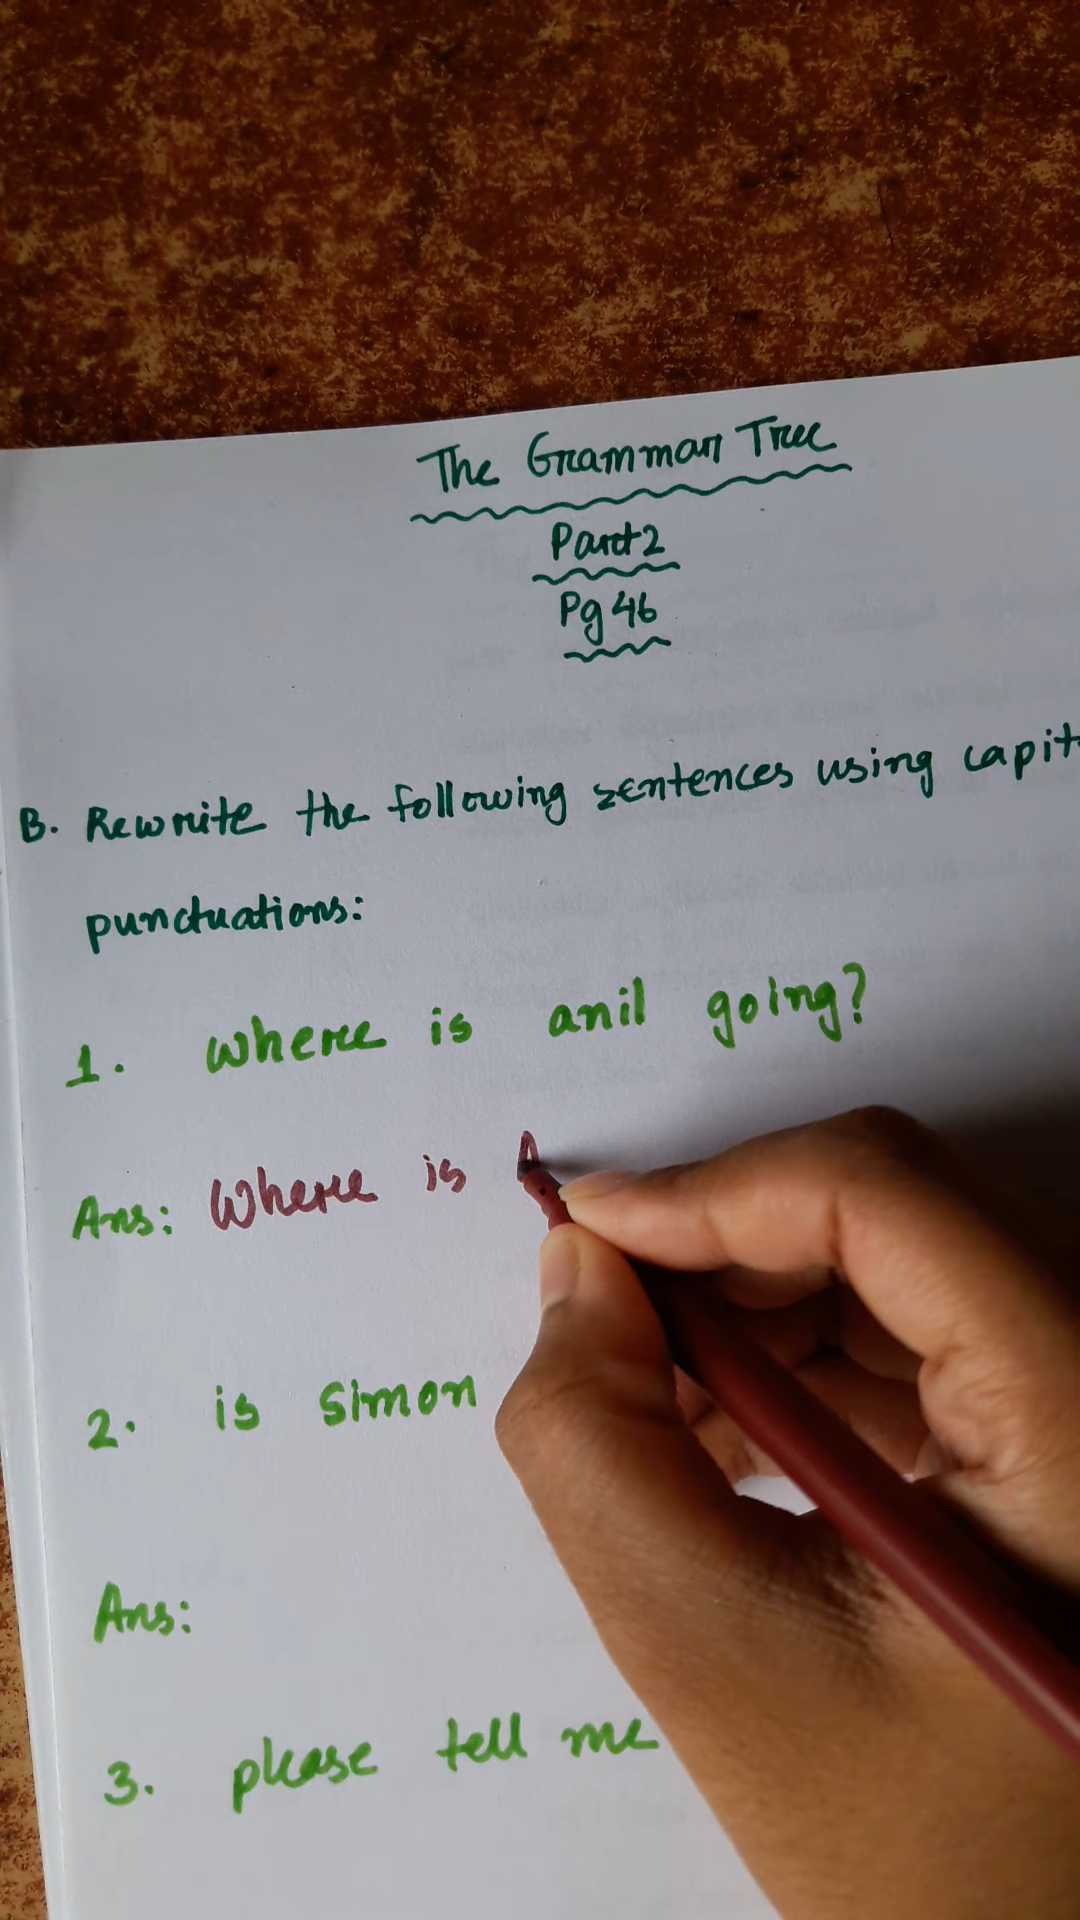 The Grammar Tree
Part 2
Pg 46
B. Rewrite the following sentences using capit
punctuations:
1. where is anil going?
Ans: Where is A
2. is simon
Ans:
3. please tell me